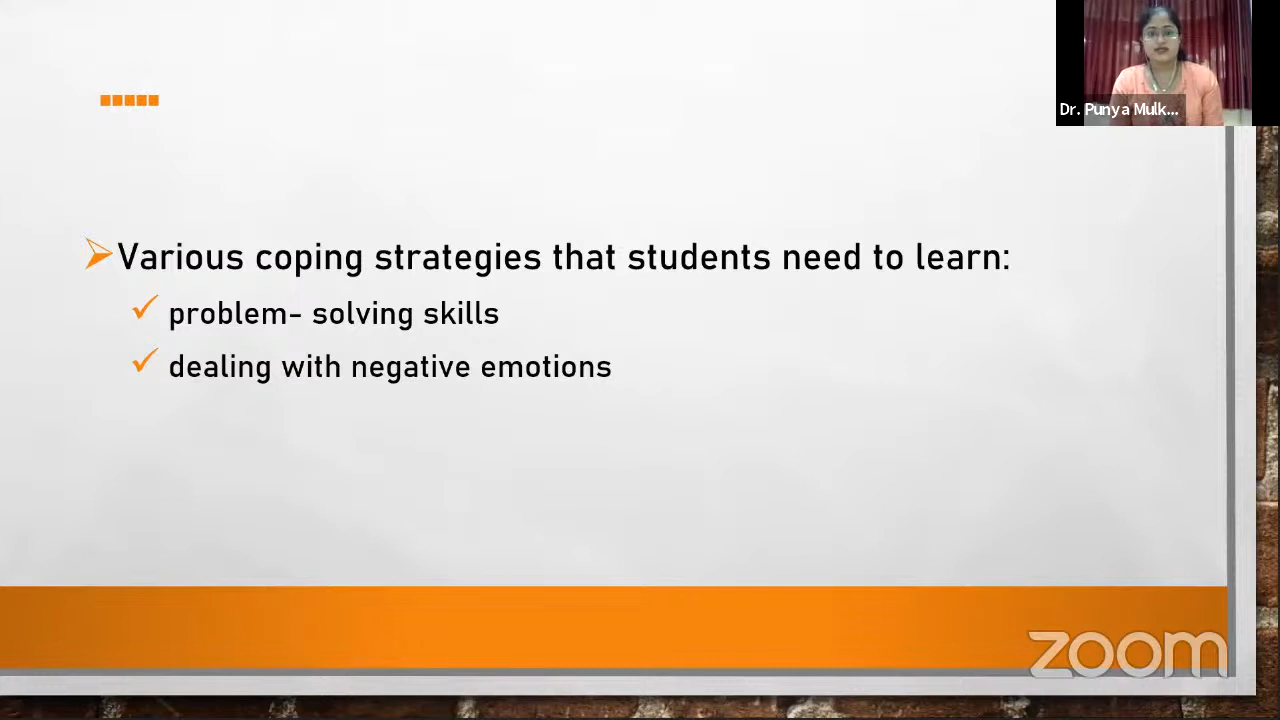 .....
Dr. Punya Mulk...
Various coping strategies that students need to learn:
problem- solving skills
dealing with negative emotions
zoom